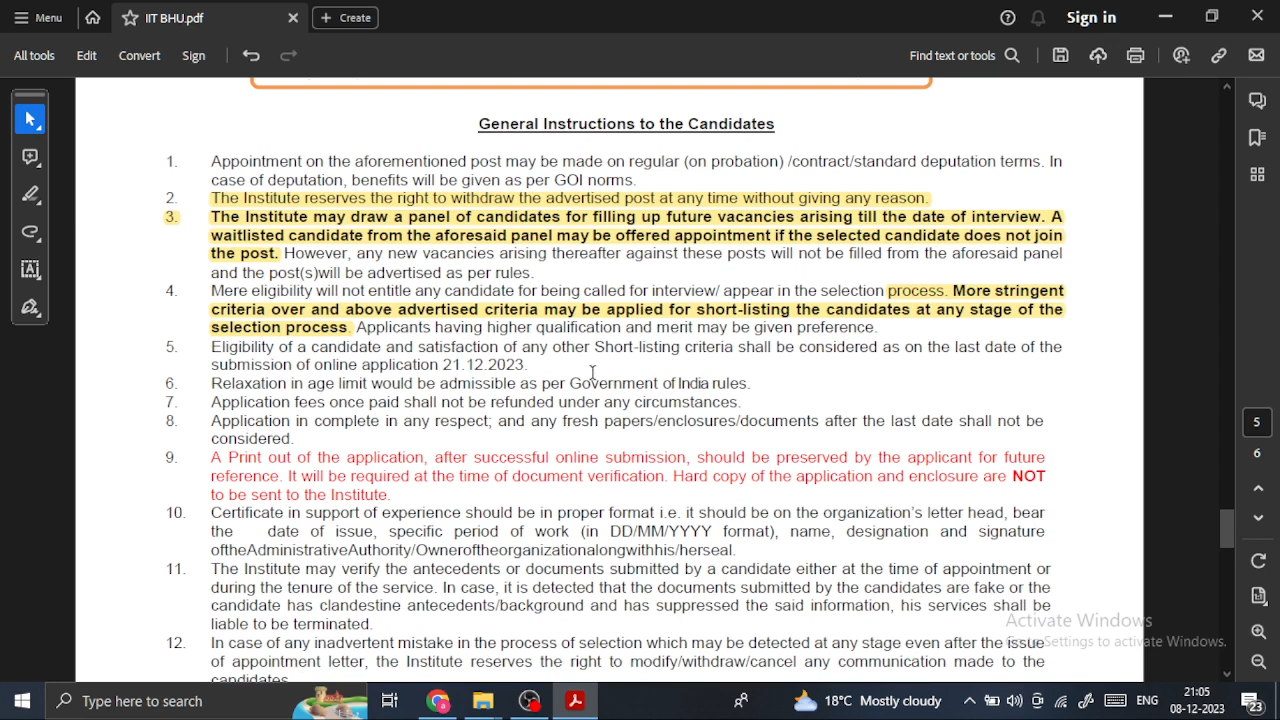 Menu
IIT BHU.pdf
Create
Sign in
All tools
Edit
Convert
Sign
Find text or tools
General Instructions to the Candidates
1. Appointment on the aforementioned post may be made on regular (on probation) /contract/standard deputation terms. In
case of deputation, benefits will be given as per GOI norms.
2. The Institute reserves the right to withdraw the advertised post at any time without giving any reason.
3. The Institute may draw a panel of candidates for filling up future vacancies arising till the date of interview. A
waitlisted candidate from the aforesaid panel may be offered appointment if the selected candidate does not join
the post. However, any new vacancies arising thereafter against these posts will not be filled from the aforesaid panel
and the post(s)will be advertised as per rules.
4. Mere eligibility will not entitle any candidate for being called for interview/ appear in the selection process. More stringent
criteria over and above advertised criteria may be applied for short-listing the candidates at any stage of the
selection process. Applicants having higher qualification and merit may be given preference.
5. Eligibility of a candidate and satisfaction of any other Short-listing criteria shall be considered as on the last date of the
submission of online application 21.12.2023.
6. Relaxation in age limit would be admissible as per Government of India rules.
7. Application fees once paid shall not be refunded under any circumstances.
8. Application in complete in any respect; and any fresh papers/enclosures/documents after the last date shall not be
considered.
9. A Print out of the application, after successful online submission, should be preserved by the applicant for future
reference. It will be required at the time of document verification. Hard copy of the application and enclosure are NOT
to be sent to the Institute.
10. Certificate in support of experience should be in proper format i.e. it should be on the organization's letter head, bear
the date of issue, specific period of work (in DD/MM/YYYY format), name, designation and signature
oftheAdministrativeAuthority/Owneroftheorganizationalongwithhis/herseal.
11. The Institute may verify the antecedents or documents submitted by a candidate either at the time of appointment or
during the tenure of the service. In case, it is detected that the documents submitted by the candidates are fake or the
candidate has clandestine antecedents/background and has suppressed the said information, his services shall be
liable to be terminated.
12. In case of any inadvertent mistake in the process of selection which may be detected at any stage even after the issue
of appointment letter, the Institute reserves the right to modify/withdraw/cancel any communication made to the
candidates.
5
6
Activate Windows
Go to Settings to activate Windows.
Type here to search
18°C Mostly cloudy
ENG
21:05
08-12-2023
23